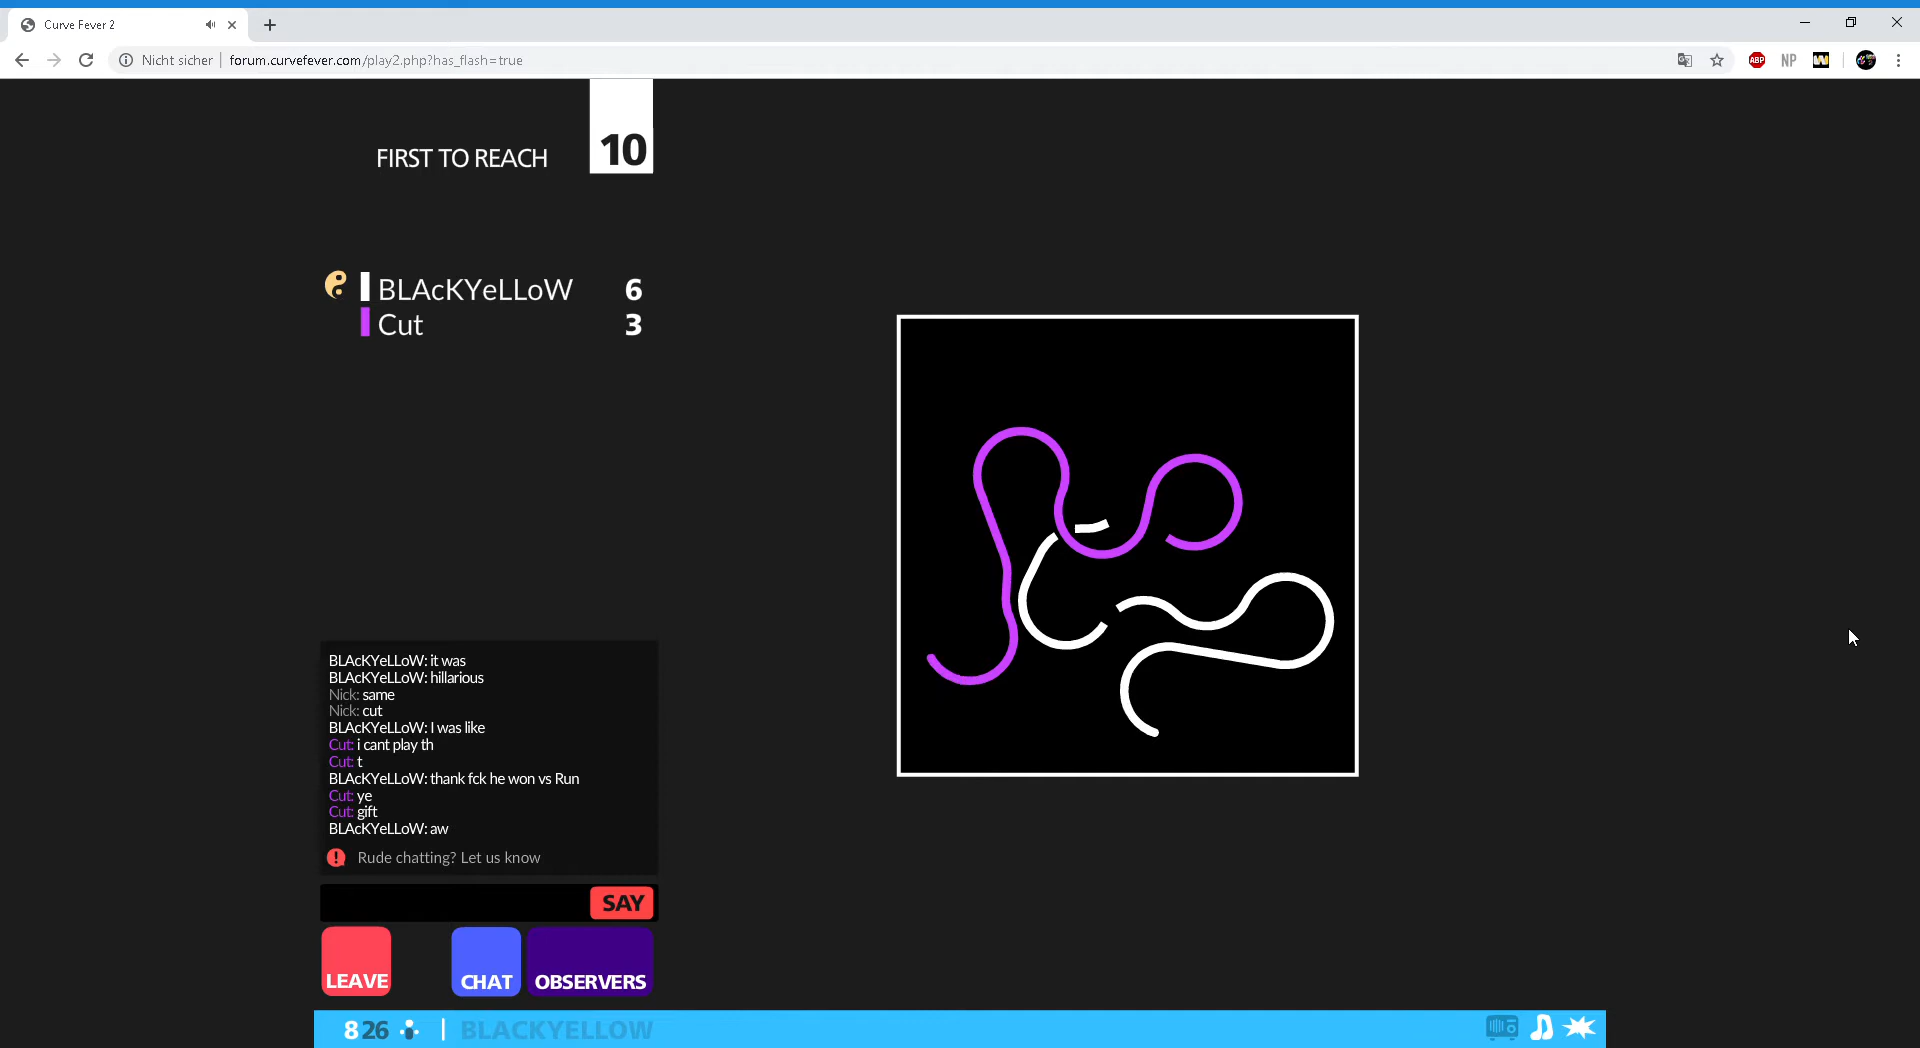 Curve Fever 2
Nicht sicher
forum.curvefever.com/play2.php?has_flash=true
ABP
NP
W
FIRST TO REACH
10
BLAcKYeLLoW 6
Cut 3
BLAcKYeLLoW: it was
BLAcKYeLLoW: hillarious
Nick: same
Nick: cut
BLAcKYeLLoW: I was like
Cut: i cant play th
Cut: t
BLAcKYeLLoW: thank fck he won vs Run
Cut: ye
Cut: gift
BLAcKYeLLoW: aw
Rude chatting? Let us know
SAY
LEAVE
CHAT
OBSERVERS
826
BLACKYELLOW